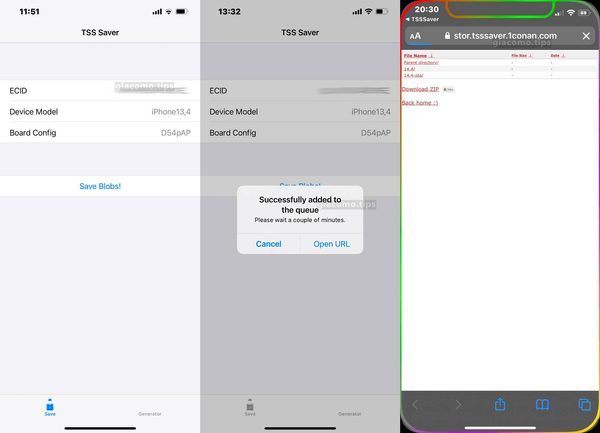 11:51
TSS Saver
ECID
giacomo.tips
Device Model
iPhone13,4
Board Config
D54pAP
Save Blobs!
Save
Generator
13:32
TSS Saver
ECID
Device Model
iPhone13,4
Board Config
D54pAP
Save Blobs!
Successfully added to
the queue
giacomo.tips
Please wait a couple of minutes.
Cancel
Open URL
Save
Generator
20:30
TSSSaver
AA
stor.tsssaver.1conan.com
giacomo.tips
File Name ↓
File Size ↓
Date ↓
Parent directory/
-
-
14.4/
-
-
14.4-ota/
-
-
Download ZIP
Back home :)